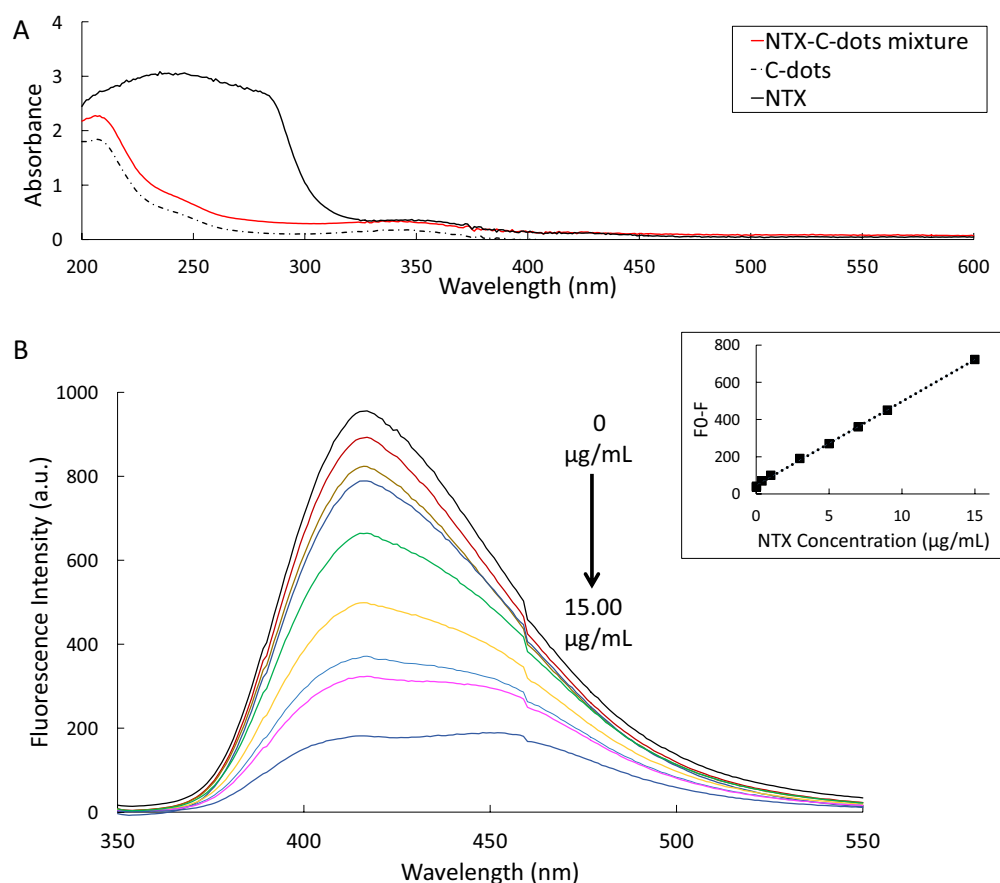 A
4
3
2
1
0
Absorbance
200 250 300 350 400 450 500 550 600
Wavelength (nm)
NTX-C-dots mixture
C-dots
NTX
B
1000
800
600
400
200
0
Fluorescence Intensity (a.u.)
350 400 450 500 550
Wavelength (nm)
0
µg/mL
15.00
µg/mL
800
600
400
200
0
F0-F
0 5 10 15
NTX Concentration (µg/mL)